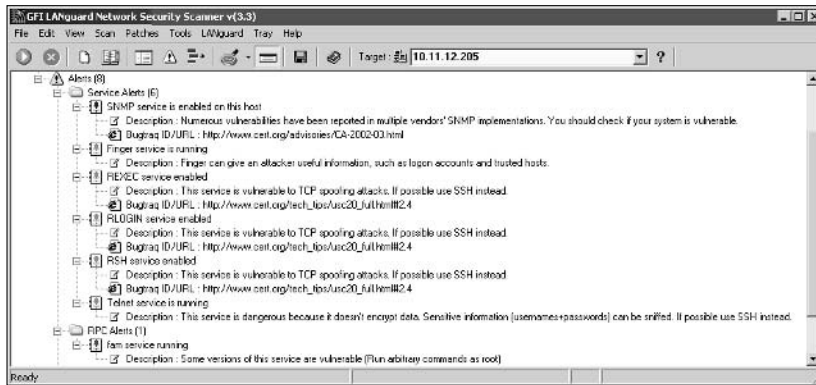 GFI LANguard Network Security Scanner v(3.3)
File Edit View Scan Patches Tools LANguard Tray Help
Target : 10.11.12.205
Alerts (8)
Service Alerts (6)
SNMP service is enabled on this host
Description : Numerous vulnerabilities have been reported in multiple vendors' SNMP implementations. You should check if your system is vulnerable.
Bugtraq ID/URL : http://www.cert.org/advisories/CA-2002-03.html
Finger service is running
Description : Finger can give an attacker useful information, such as logon accounts and trusted hosts.
REXEC service enabled
Description : This service is vulnerable to TCP spoofing attacks. If possible use SSH instead.
Bugtraq ID/URL : http://www.cert.org/tech_tips/usc20_full.html#2.4
RLOGIN service enabled
Description : This service is vulnerable to TCP spoofing attacks. If possible use SSH instead.
Bugtraq ID/URL : http://www.cert.org/tech_tips/usc20_full.html#2.4
RSH service enabled
Description : This service is vulnerable to TCP spoofing attacks. If possible use SSH instead
Bugtraq ID/URL : http://www.cert.org/tech_tips/usc20_full.html#2.4
Telnet service is running
Description : This service is dangerous because it doesn't encrypt data. Sensitive information (usernames+passwords) can be sniffed. If possible use SSH instead.
RPC Alerts (1)
fam service running
Description : Some versions of this service are vulnerable (Run arbitrary commands as root)
Ready